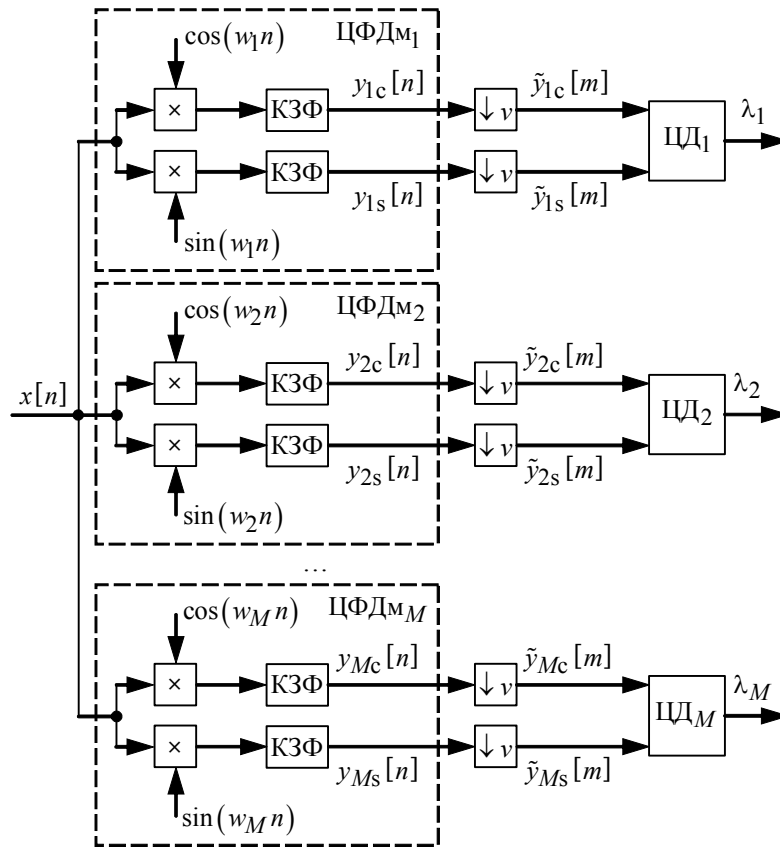 cos(w₁n) ЦФДм₁
× КЗФ y₁c[n] ↓ v ỹ₁c[m]
ЦД₁ λ₁
× КЗФ y₁s[n] ↓ v ỹ₁s[m]
sin(w₁n)
cos(w₂n) ЦФДм₂
× КЗФ y₂c[n] ↓ v ỹ₂c[m]
x[n] ЦД₂ λ₂
× КЗФ y₂s[n] ↓ v ỹ₂s[m]
sin(w₂n)
...
cos(w_M n) ЦФДм_M
× КЗФ y_Mc[n] ↓ v ỹ_Mc[m]
ЦД_M λ_M
× КЗФ y_Ms[n] ↓ v ỹ_Ms[m]
sin(w_M n)